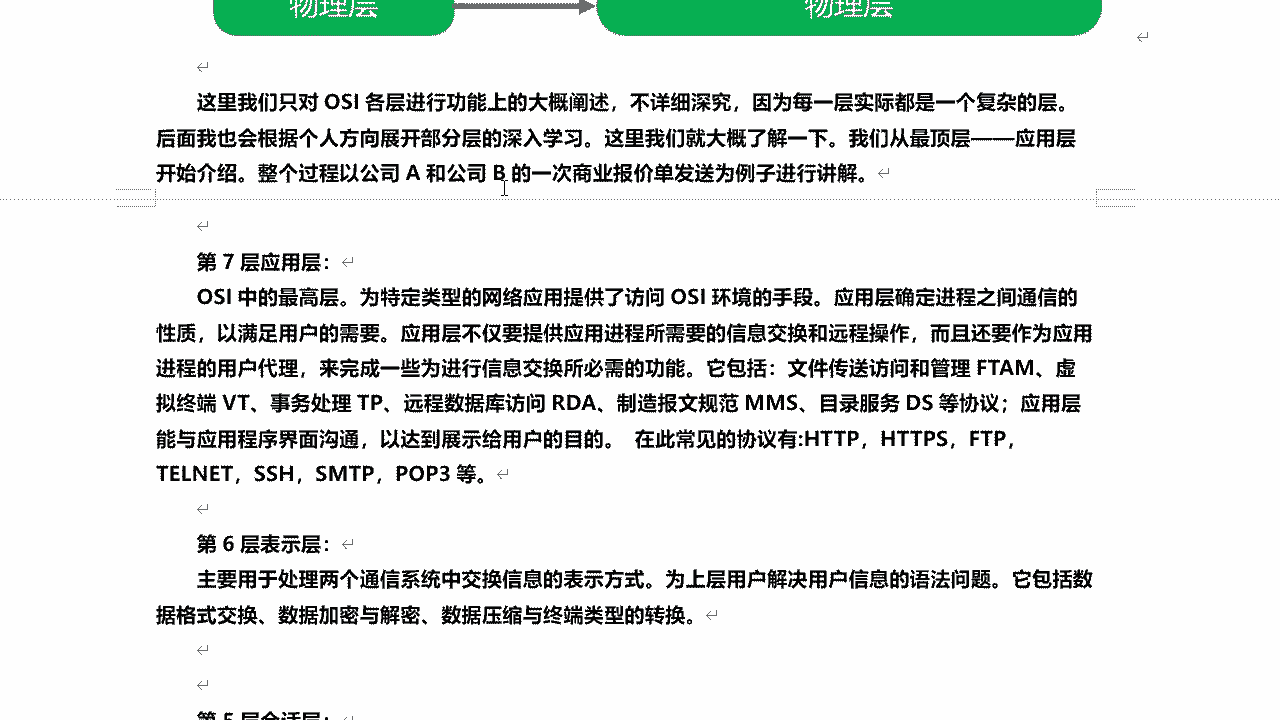 物理层 物理层
这里我们只对 OSI 各层进行功能上的大概阐述，不详细深究，因为每一层实际都是一个复杂的层。
后面我也会根据个人方向展开部分层的深入学习。这里我们就大概了解一下。我们从最顶层——应用层
开始介绍。整个过程以公司 A 和公司 B 的一次商业报价单发送为例子进行讲解。
第 7 层应用层：
OSI 中的最高层。为特定类型的网络应用提供了访问 OSI 环境的手段。应用层确定进程之间通信的
性质，以满足用户的需要。应用层不仅要提供应用进程所需要的信息交换和远程操作，而且还要作为应用
进程的用户代理，来完成一些为进行信息交换所必需的功能。它包括：文件传送访问和管理 FTAM、虚
拟终端 VT、事务处理 TP、远程数据库访问 RDA、制造报文规范 MMS、目录服务 DS 等协议；应用层
能与应用程序界面沟通，以达到展示给用户的目的。 在此常见的协议有:HTTP，HTTPS，FTP，
TELNET，SSH，SMTP，POP3 等。
第 6 层表示层：
主要用于处理两个通信系统中交换信息的表示方式。为上层用户解决用户信息的语法问题。它包括数
据格式交换、数据加密与解密、数据压缩与终端类型的转换。
第 5 层会话层：